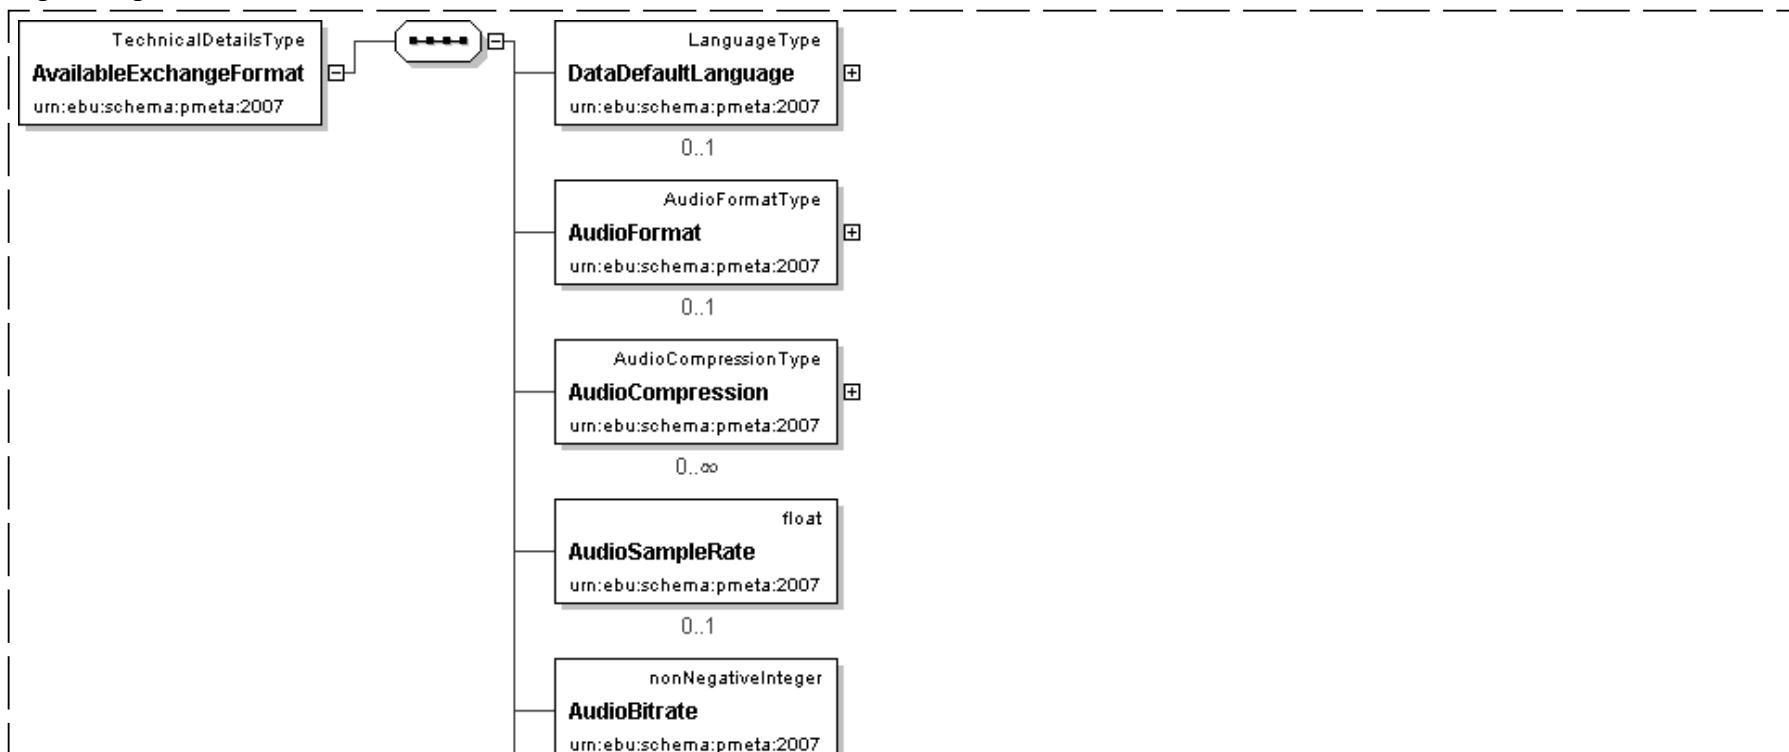 TechnicalDetailsType
AvailableExchangeFormat
urn:ebu:schema:pmeta:2007
LanguageType
DataDefaultLanguage
urn:ebu:schema:pmeta:2007
0..1
AudioFormatType
AudioFormat
urn:ebu:schema:pmeta:2007
0..1
AudioCompressionType
AudioCompression
urn:ebu:schema:pmeta:2007
0..∞
float
AudioSampleRate
urn:ebu:schema:pmeta:2007
0..1
nonNegativeInteger
AudioBitrate
urn:ebu:schema:pmeta:2007